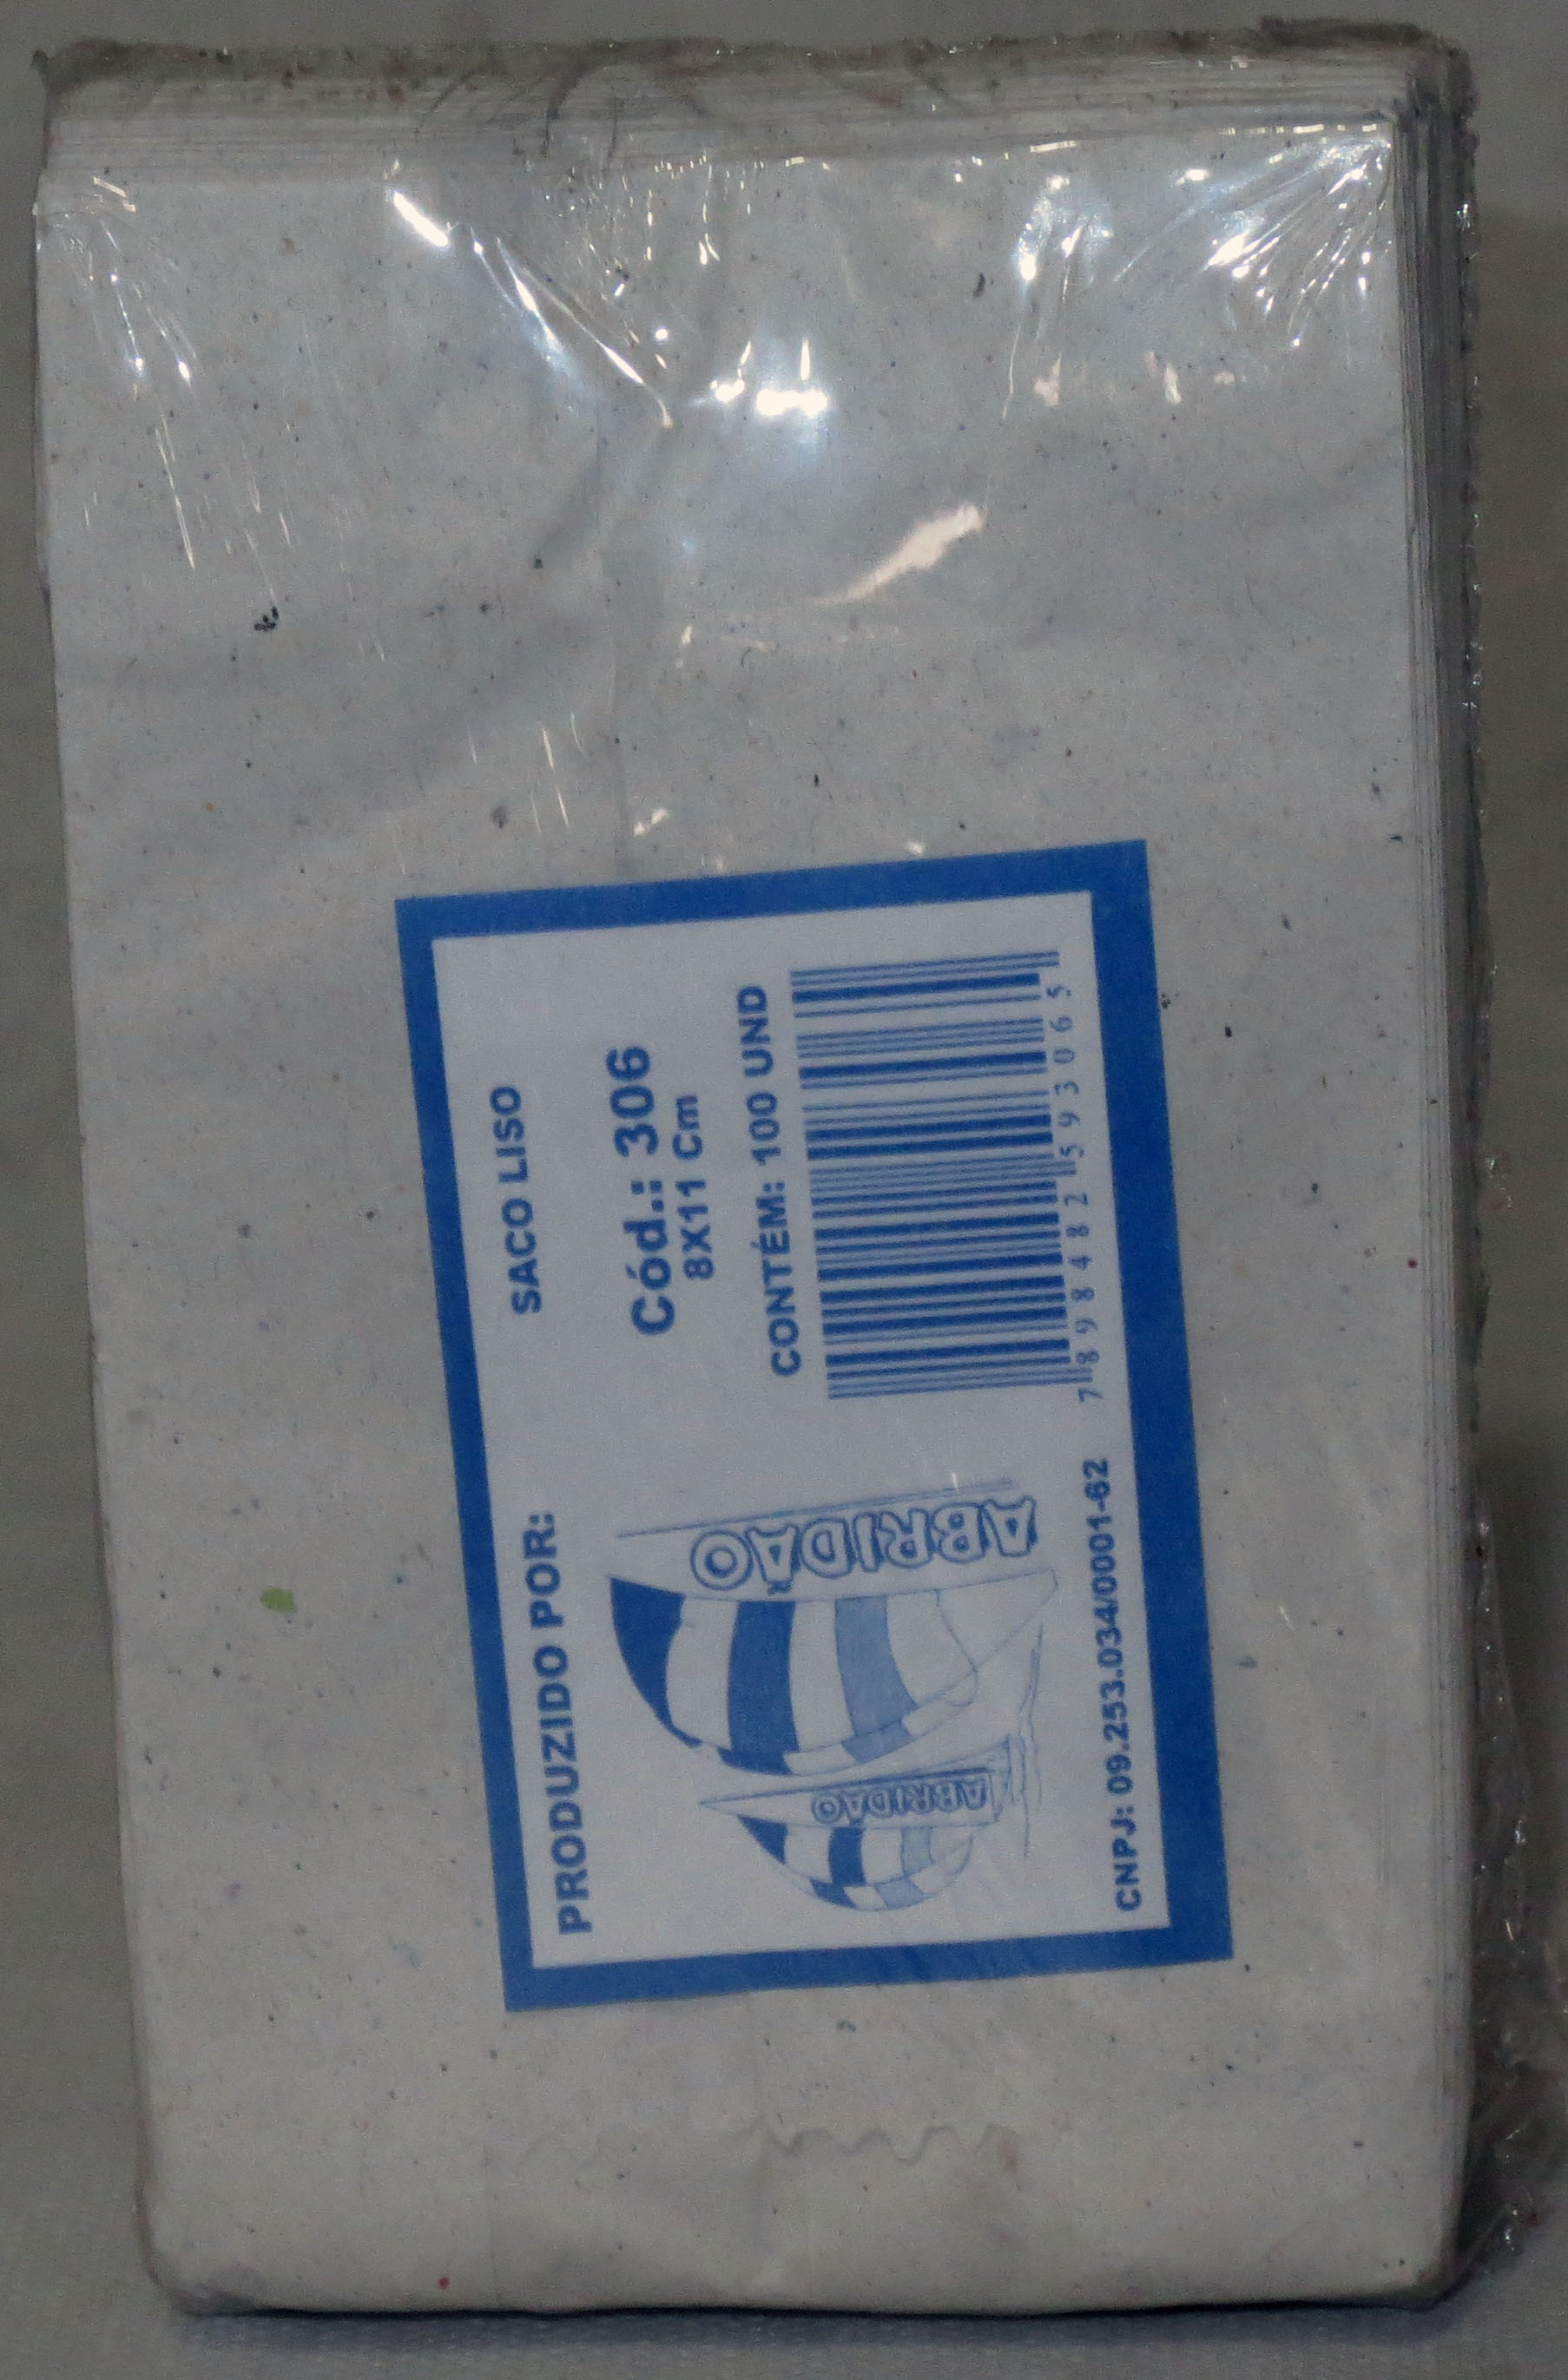 PRODUZIDO POR:
ABRIDÃO
ABRIDÃO
CNPJ: 09.253.034/0001-62
SACO LISO
Cód.: 306
8X11 Cm
CONTÉM: 100 UND
7898482593065